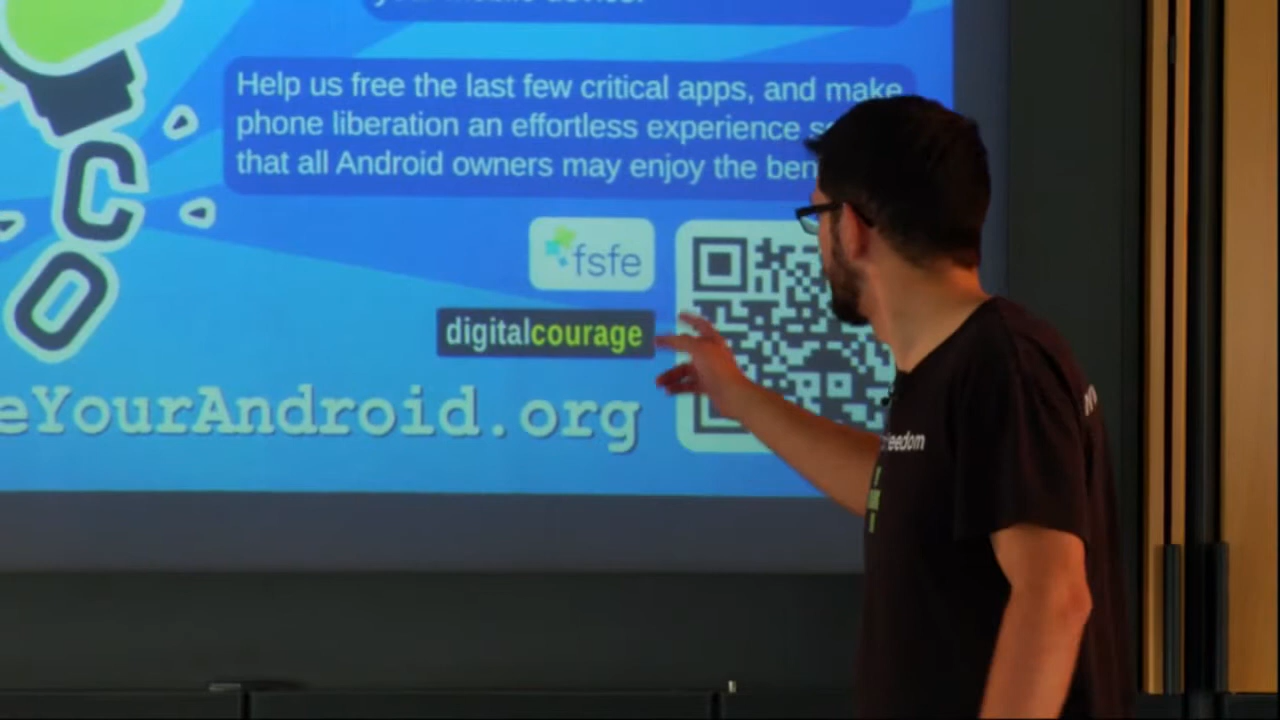 Help us free the last few critical apps, and make
phone liberation an effortless experience
that all Android owners may enjoy the
fsfe
digitalcourage
eYourAndroid.org
eedom